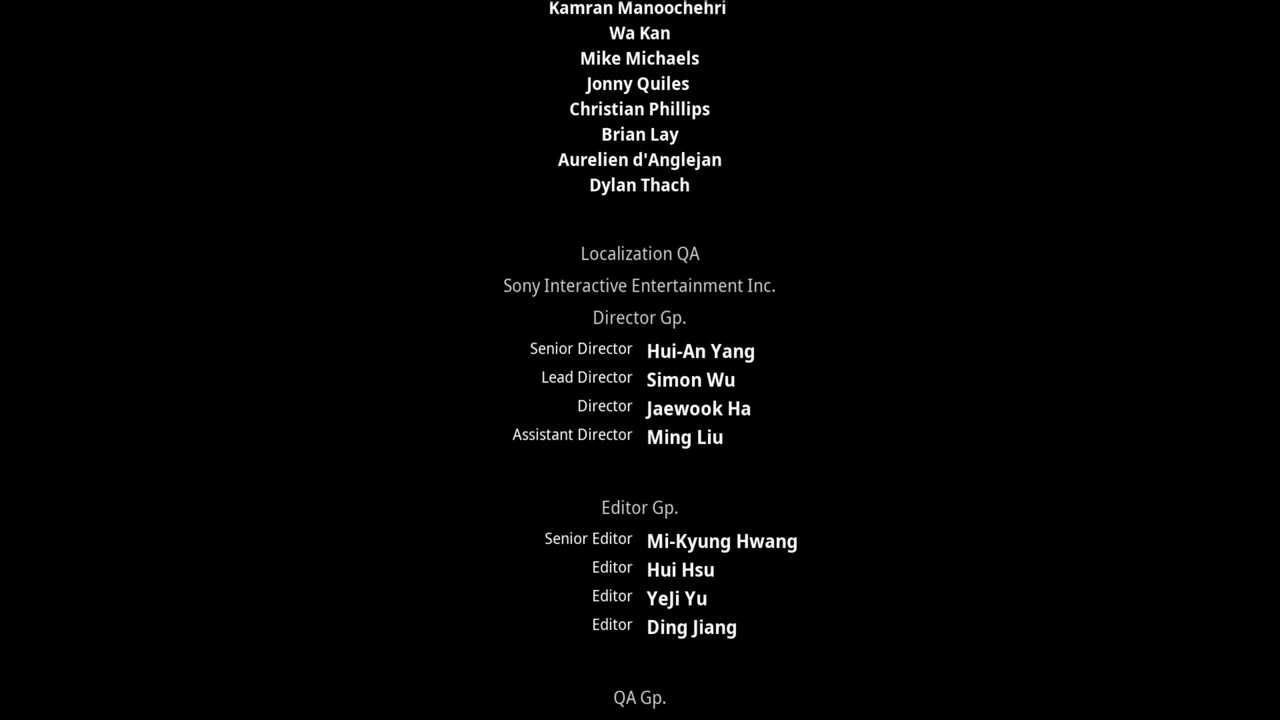 Kamran Manoochehri
Wa Kan
Mike Michaels
Jonny Quiles
Christian Phillips
Brian Lay
Aurelien d'Anglejan
Dylan Thach
Localization QA
Sony Interactive Entertainment Inc.
Director Gp.
Senior Director Hui-An Yang
Lead Director Simon Wu
Director Jaewook Ha
Assistant Director Ming Liu
Editor Gp.
Senior Editor Mi-Kyung Hwang
Editor Hui Hsu
Editor YeJi Yu
Editor Ding Jiang
QA Gp.